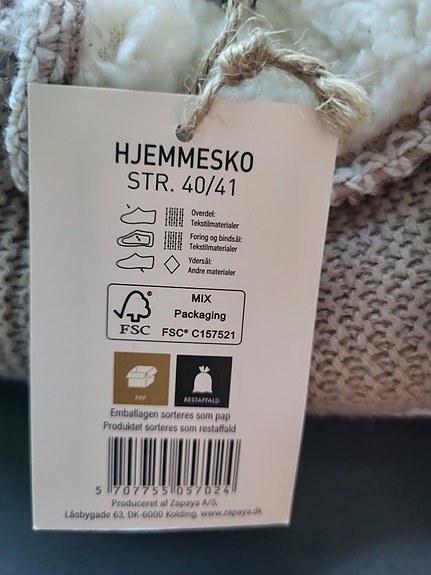 HJEMMESKO
STR. 40/41
Overdel:
Tekstilmaterialer
Foring og bindsål:
Tekstilmaterialer
Ydersål:
Andre materialer
FSC
MIX
Packaging
FSC® C157521
PAP
RESTAFFALD
Emballagen sorteres som pap
Produktet sorteres som restaffald
5 707755 057024
Produceret af Zapaya A/S,
Låsbygade 63, DK-6000 Kolding, www.zapaya.dk